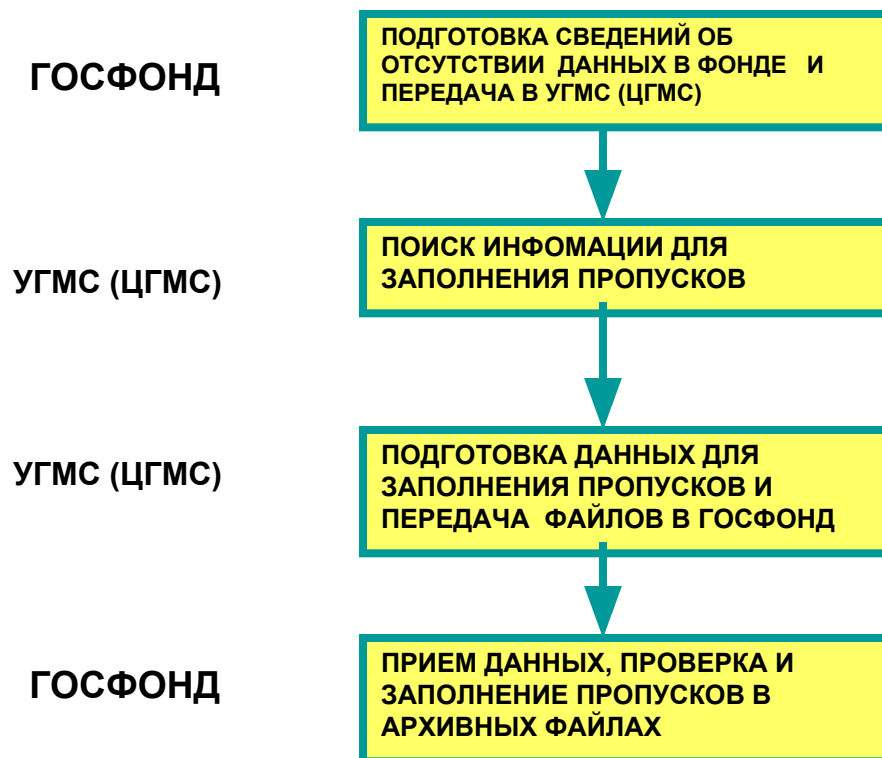 ГОСФОНД
ПОДГОТОВКА СВЕДЕНИЙ ОБ
ОТСУТСТВИИ ДАННЫХ В ФОНДЕ И
ПЕРЕДАЧА В УГМС (ЦГМС)
УГМС (ЦГМС)
ПОИСК ИНФОМАЦИИ ДЛЯ
ЗАПОЛНЕНИЯ ПРОПУСКОВ
УГМС (ЦГМС)
ПОДГОТОВКА ДАННЫХ ДЛЯ
ЗАПОЛНЕНИЯ ПРОПУСКОВ И
ПЕРЕДАЧА ФАЙЛОВ В ГОСФОНД
ГОСФОНД
ПРИЕМ ДАННЫХ, ПРОВЕРКА И
ЗАПОЛНЕНИЕ ПРОПУСКОВ В
АРХИВНЫХ ФАЙЛАХ